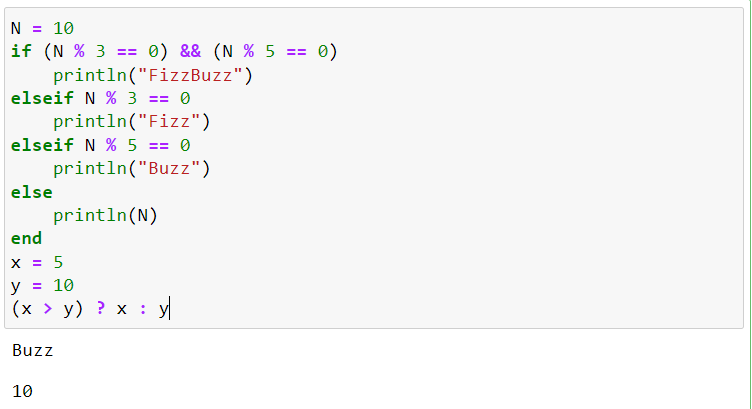 N = 10
if (N % 3 == 0) && (N % 5 == 0)
    println("FizzBuzz")
elseif N % 3 == 0
    println("Fizz")
elseif N % 5 == 0
    println("Buzz")
else
    println(N)
end
x = 5
y = 10
(x > y) ? x : y
Buzz
10